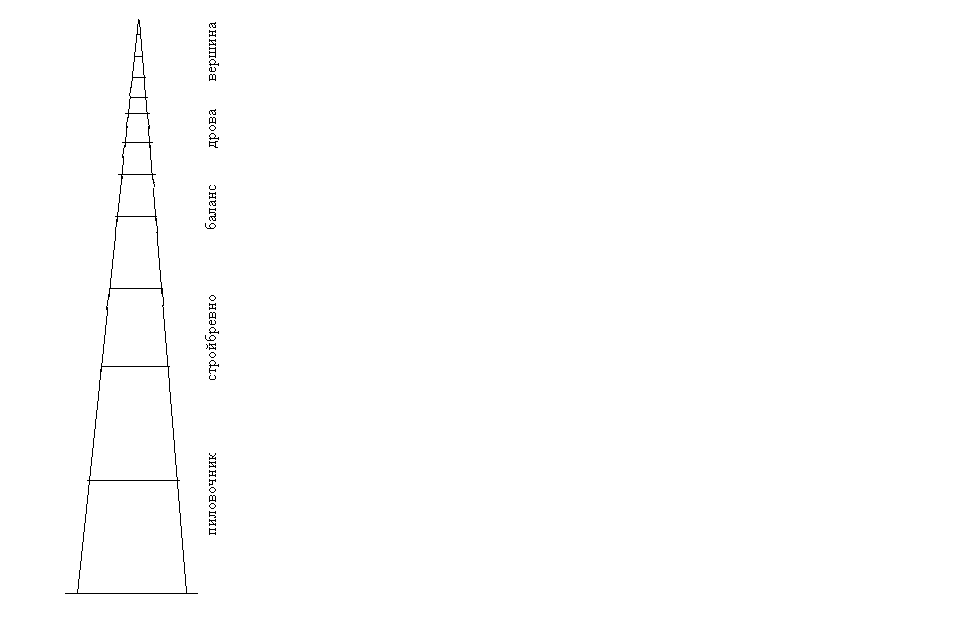 вершина
дрова
баланс
стройбревно
пиловочник